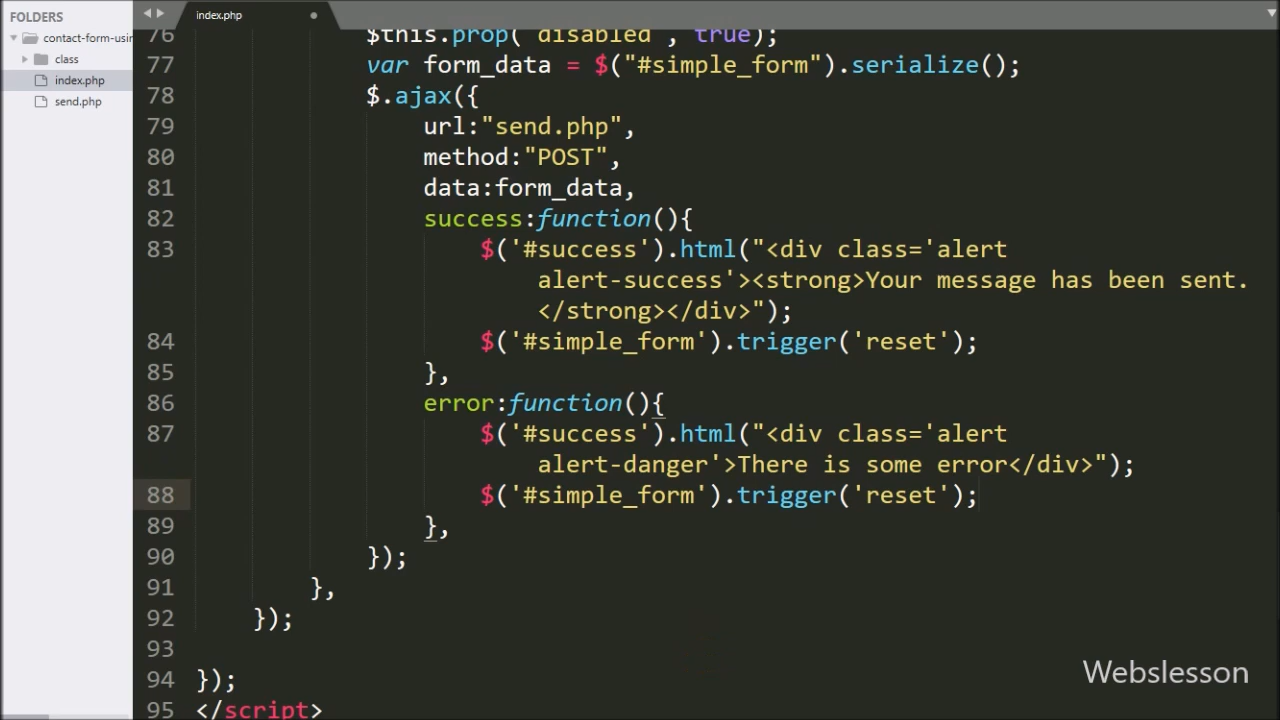 FOLDERS
contact-form-usin
class
index.php
send.php
index.php
76 $this.prop('disabled', true);
77 var form_data = $("#simple_form").serialize();
78 $.ajax({
79 url:"send.php",
80 method:"POST",
81 data:form_data,
82 success:function(){
83 $('#success').html("<div class='alert
alert-success'><strong>Your message has been sent.
</strong></div>");
84 $('#simple_form').trigger('reset');
85 },
86 error:function(){
87 $('#success').html("<div class='alert
alert-danger'>There is some error</div>");
88 $('#simple_form').trigger('reset');
89 },
90 });
91 },
92 });
93
94 });
95 </script>
Webslesson